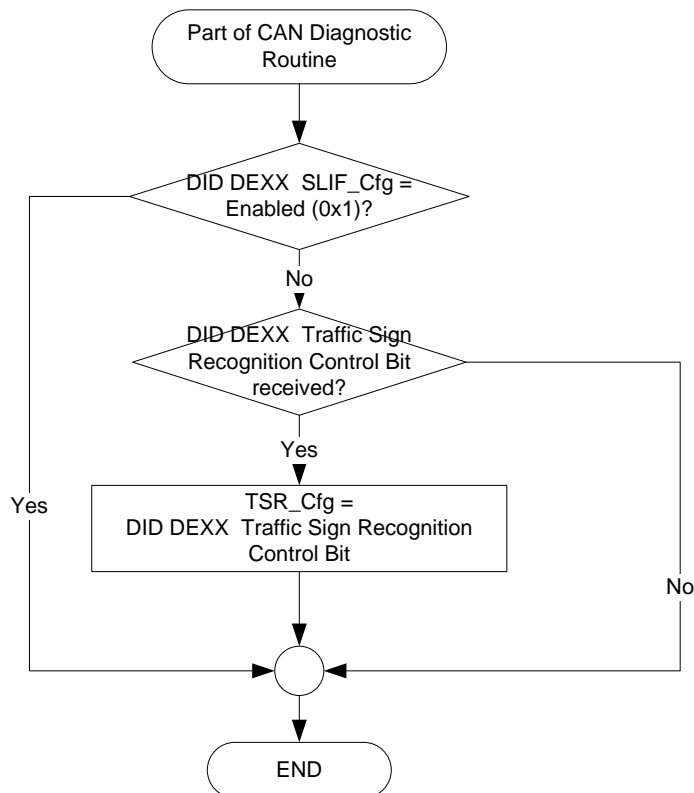 Part of CAN Diagnostic
Routine
DID DEXX  SLIF_Cfg =
Enabled (0x1)?
No
DID DEXX  Traffic Sign
Recognition Control Bit
received?
Yes
TSR_Cfg =
DID DEXX  Traffic Sign Recognition
Control Bit
Yes
No
END